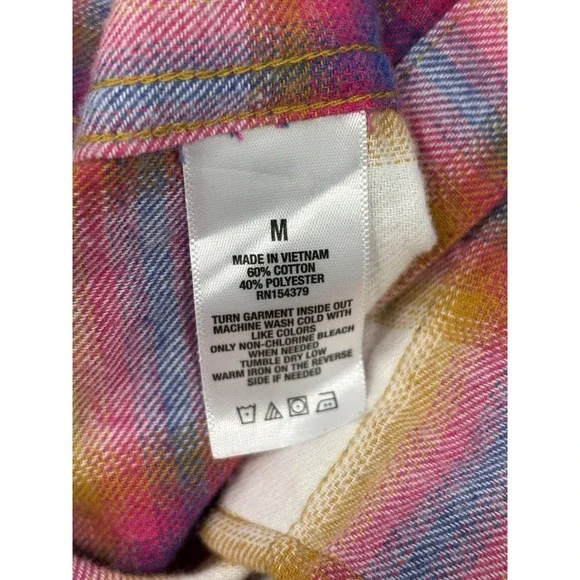 M
MADE IN VIETNAM
60% COTTON
40% POLYESTER
RN154379
TURN GARMENT INSIDE OUT
MACHINE WASH COLD WITH
LIKE COLORS
ONLY NON-CHLORINE BLEACH
WHEN NEEDED
TUMBLE DRY LOW
WARM IRON ON THE REVERSE
SIDE IF NEEDED